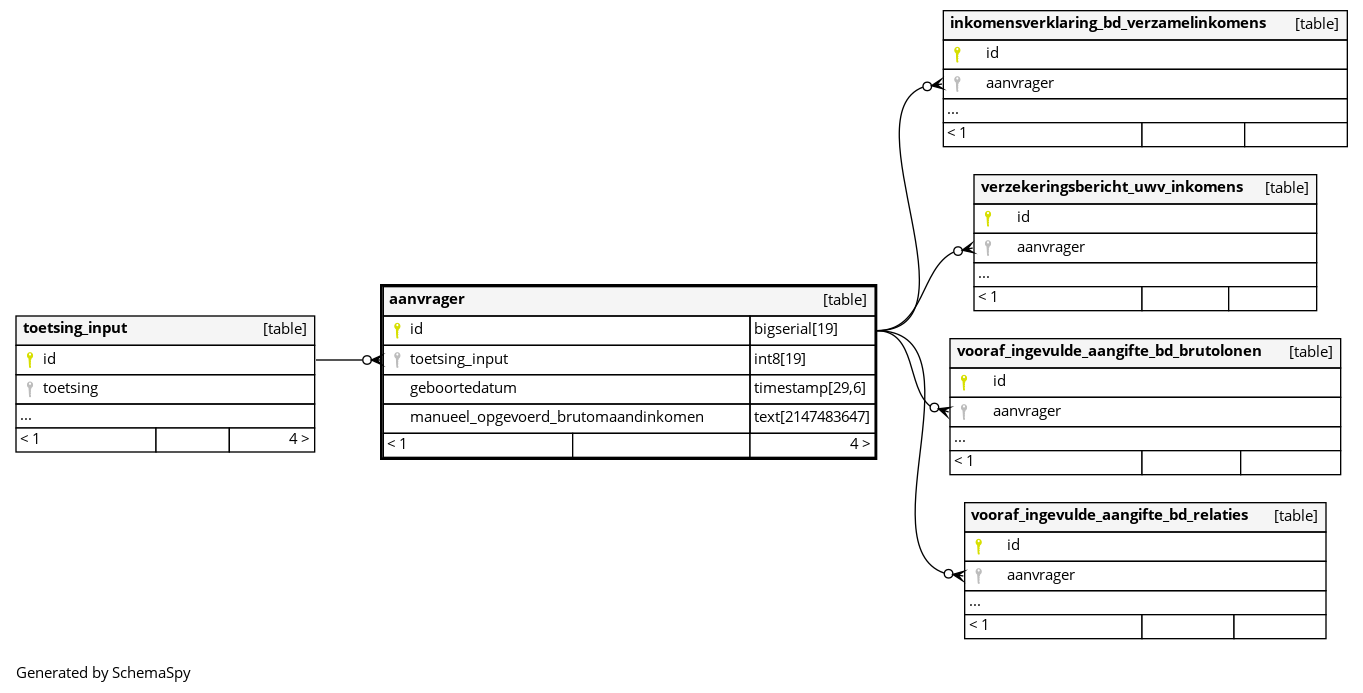 inkomensverklaring_bd_verzamelinkomens [table]
id
aanvrager
...
< 1
verzekeringsbericht_uwv_inkomens [table]
id
aanvrager
...
< 1
toetsing_input [table]
id
toetsing
...
< 1 4 >
aanvrager [table]
id bigserial[19]
toetsing_input int8[19]
geboortedatum timestamp[29,6]
manueel_opgevoerd_brutomaandinkomen text[2147483647]
< 1 4 >
vooraf_ingevulde_aangifte_bd_brutolonen [table]
id
aanvrager
...
< 1
vooraf_ingevulde_aangifte_bd_relaties [table]
id
aanvrager
...
< 1
Generated by SchemaSpy